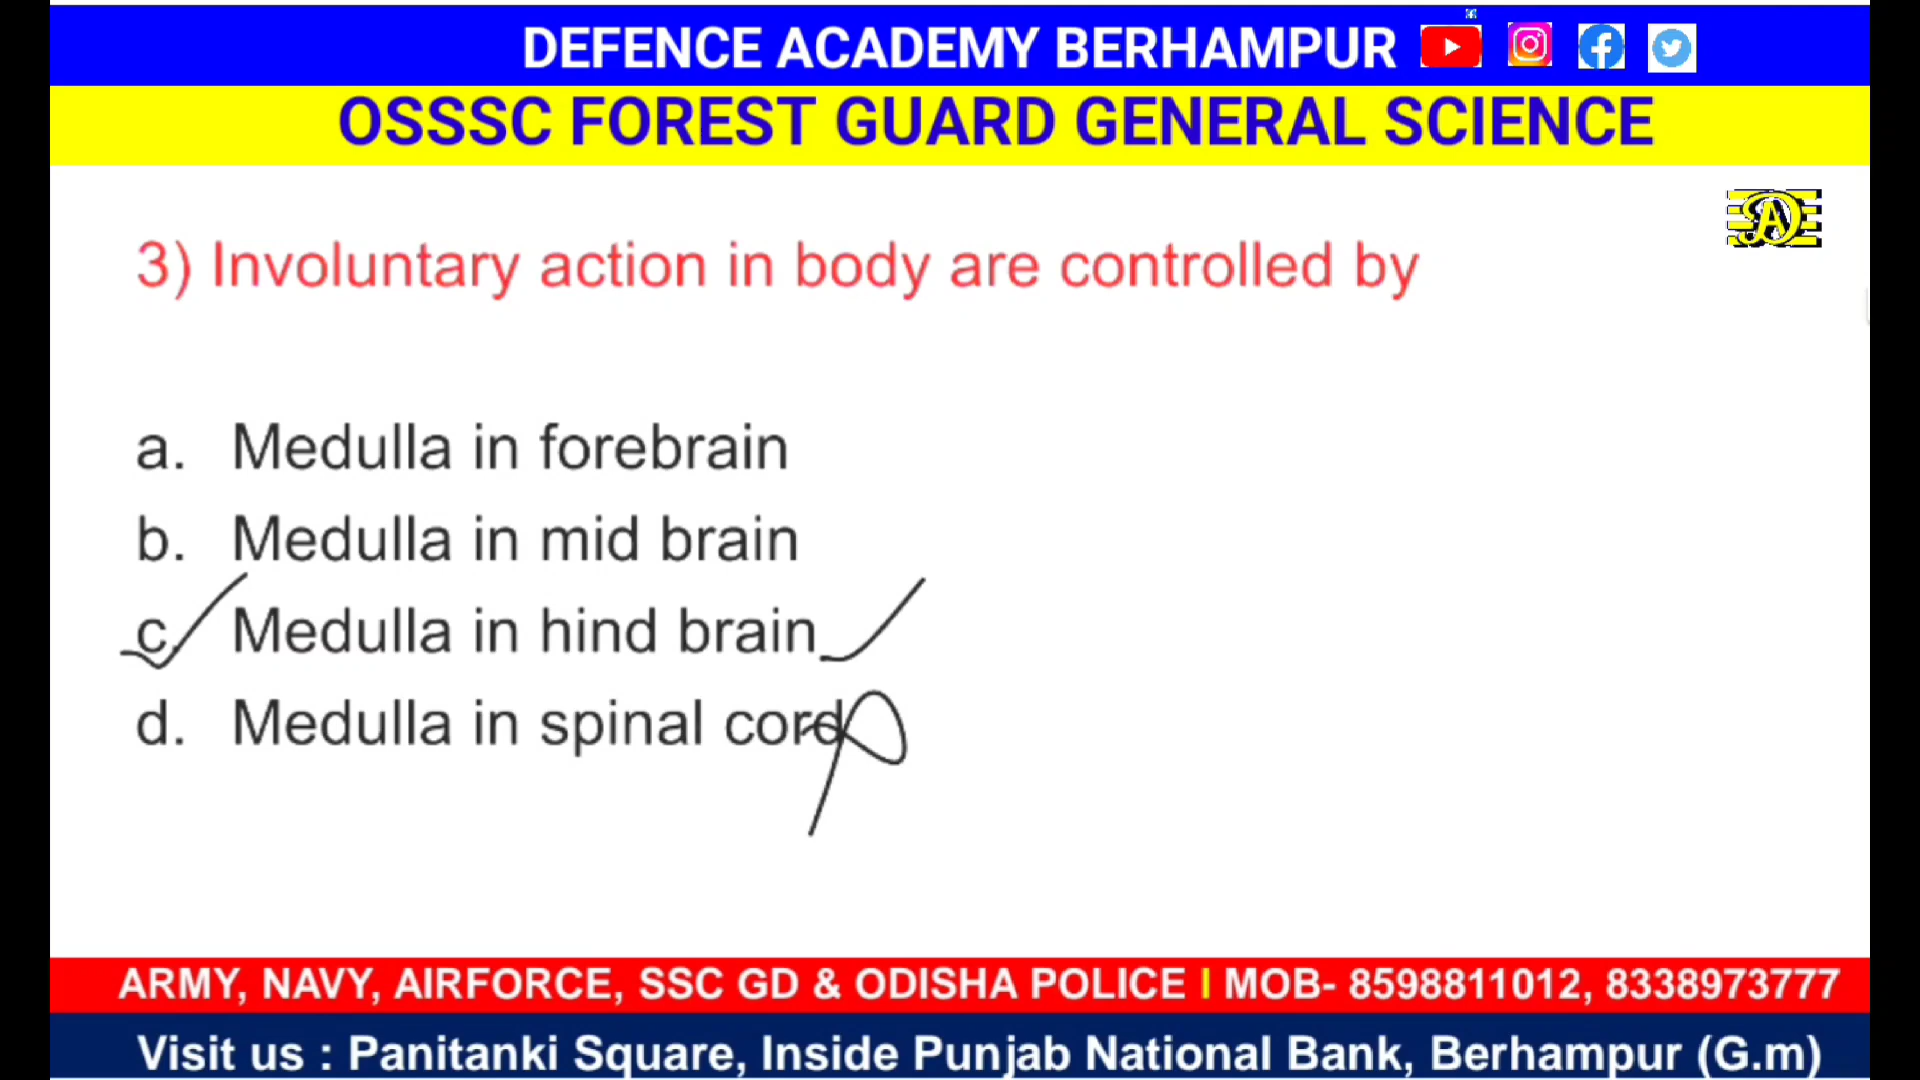 DEFENCE ACADEMY BERHAMPUR
OSSSC FOREST GUARD GENERAL SCIENCE
3) Involuntary action in body are controlled by
a. Medulla in forebrain
b. Medulla in mid brain
c. Medulla in hind brain
d. Medulla in spinal cord
ARMY, NAVY, AIRFORCE, SSC GD & ODISHA POLICE I MOB- 8598811012, 8338973777
Visit us : Panitanki Square, Inside Punjab National Bank, Berhampur (G.m)